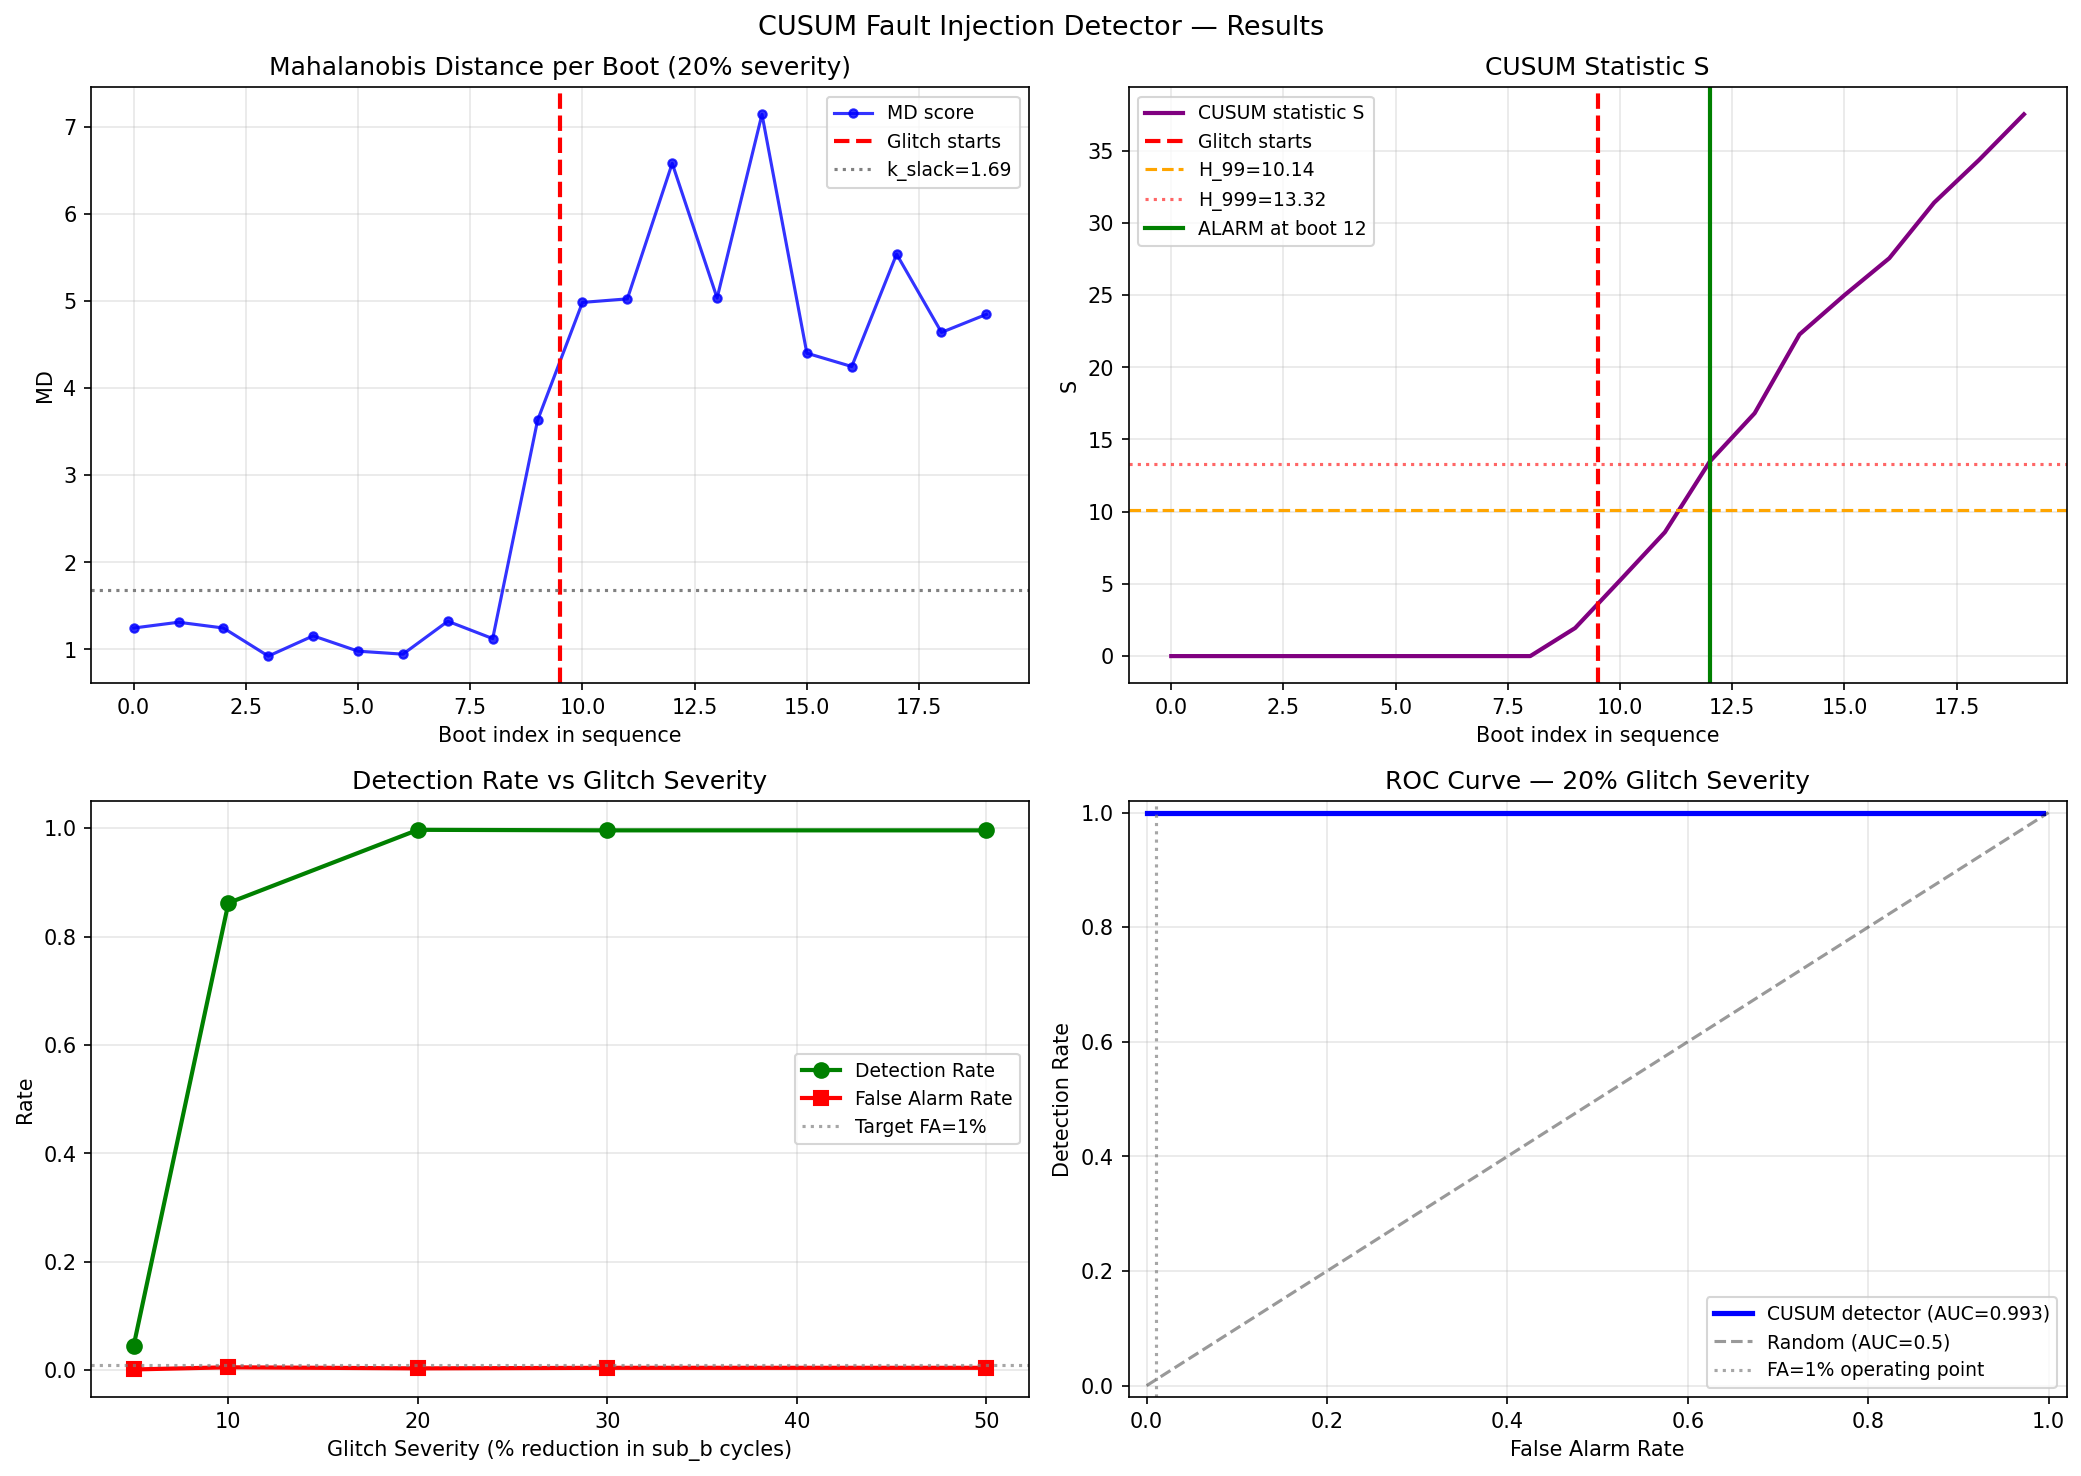 CUSUM Fault Injection Detector — Results
Mahalanobis Distance per Boot (20% severity)
MD
7
6
5
4
3
2
1
MD score
Glitch starts
k_slack=1.69
0.0 2.5 5.0 7.5 10.0 12.5 15.0 17.5
Boot index in sequence
CUSUM Statistic S
S
35
30
25
20
15
10
5
0
CUSUM statistic S
Glitch starts
H_99=10.14
H_999=13.32
ALARM at boot 12
0.0 2.5 5.0 7.5 10.0 12.5 15.0 17.5
Boot index in sequence
Detection Rate vs Glitch Severity
Rate
1.0
0.8
0.6
0.4
0.2
0.0
Detection Rate
False Alarm Rate
Target FA=1%
10 20 30 40 50
Glitch Severity (% reduction in sub_b cycles)
ROC Curve — 20% Glitch Severity
Detection Rate
1.0
0.8
0.6
0.4
0.2
0.0
CUSUM detector (AUC=0.993)
Random (AUC=0.5)
FA=1% operating point
0.0 0.2 0.4 0.6 0.8 1.0
False Alarm Rate